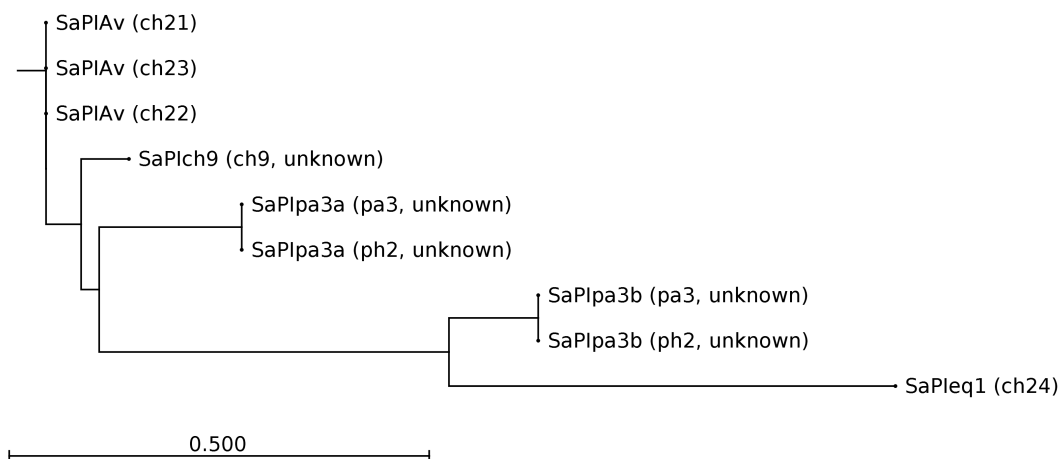 SaPIAv (ch21)
SaPIAv (ch23)
SaPIAv (ch22)
SaPIch9 (ch9, unknown)
SaPIpa3a (pa3, unknown)
SaPIpa3a (ph2, unknown)
SaPIpa3b (pa3, unknown)
SaPIpa3b (ph2, unknown)
SaPIeq1 (ch24)
0.500